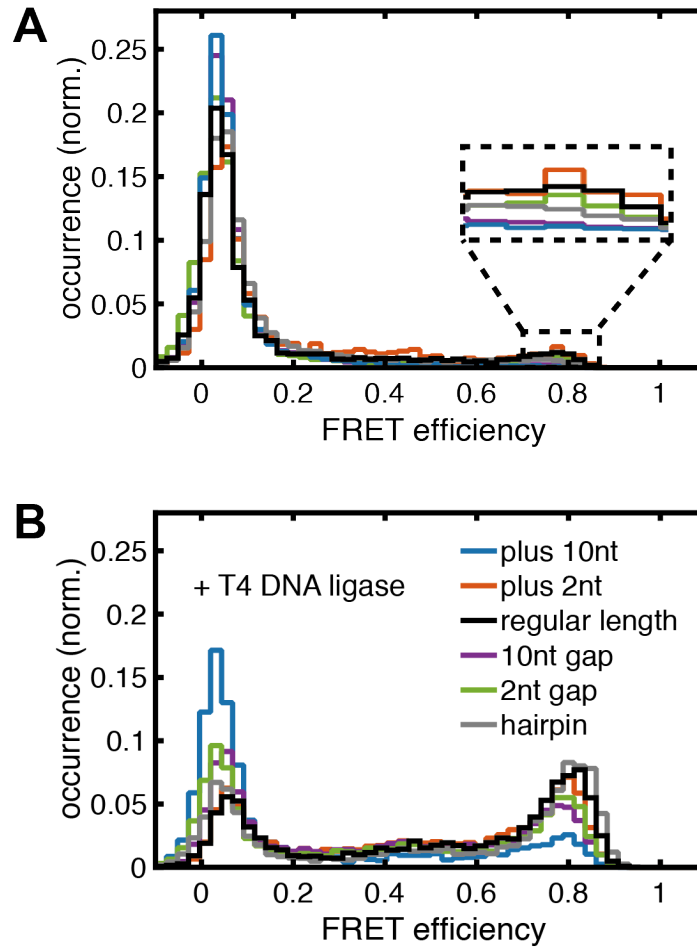 A
occurrence (norm.)
0.25
0.2
0.15
0.1
0.05
0
0 0.2 0.4 0.6 0.8 1
FRET efficiency
B
occurrence (norm.)
0.25
0.2
0.15
0.1
0.05
0
+ T4 DNA ligase
plus 10nt
plus 2nt
regular length
10nt gap
2nt gap
hairpin
0 0.2 0.4 0.6 0.8 1
FRET efficiency